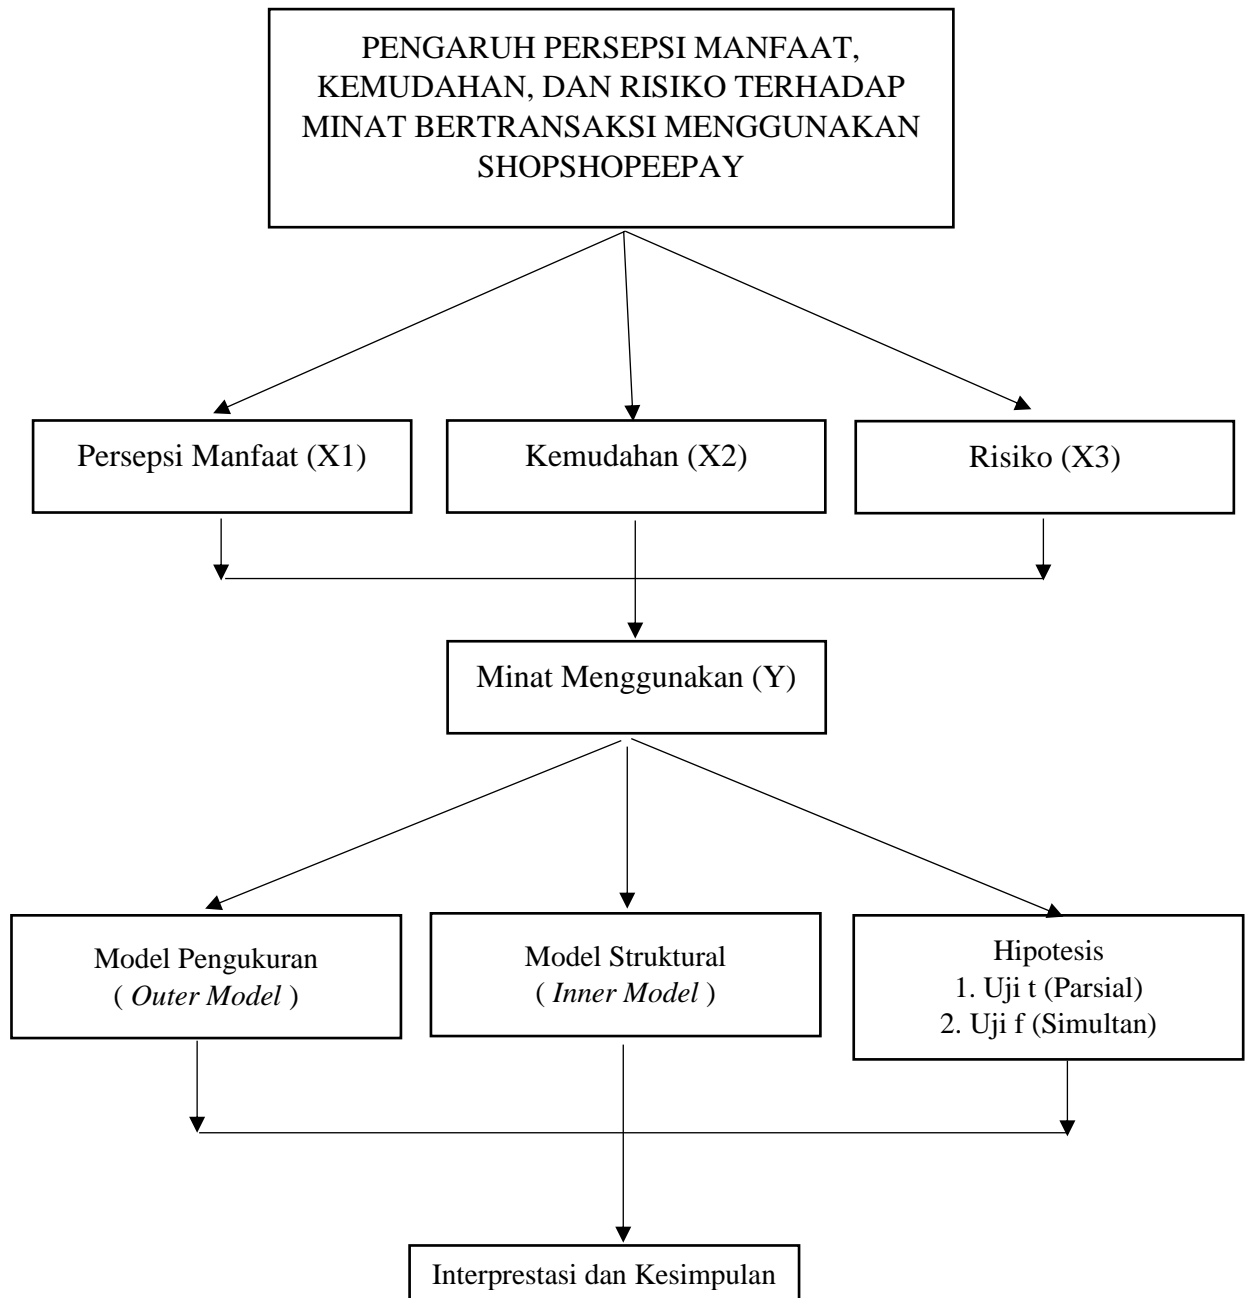 PENGARUH PERSEPSI MANFAAT,
KEMUDAHAN, DAN RISIKO TERHADAP
MINAT BERTRANSAKSI MENGGUNAKAN
SHOPSHOPEEPAY
Persepsi Manfaat (X1)
Kemudahan (X2)
Risiko (X3)
Minat Menggunakan (Y)
Model Pengukuran
( Outer Model )
Model Struktural
( Inner Model )
Hipotesis
1. Uji t (Parsial)
2. Uji f (Simultan)
Interprestasi dan Kesimpulan